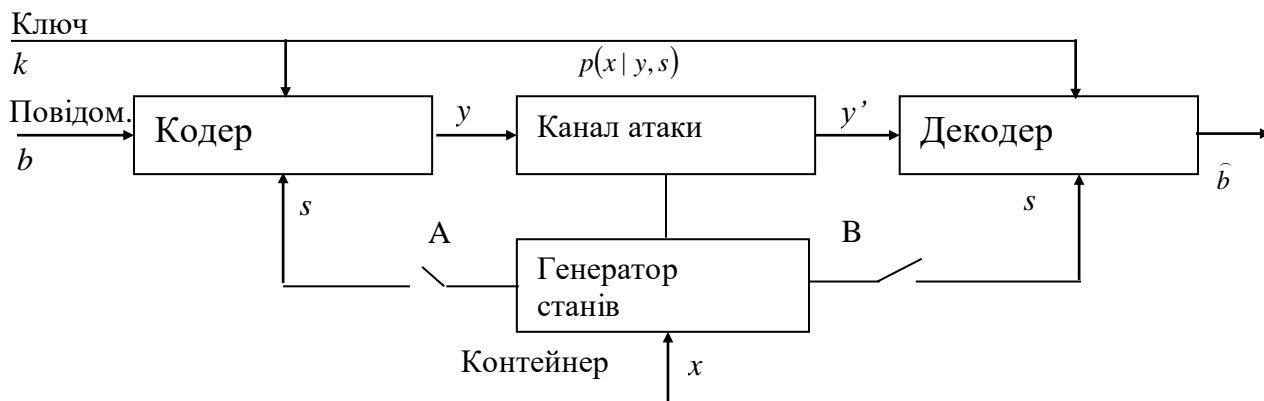 Ключ
k
p(x | y, s)
Повідом.
b
Кодер
y
Канал атаки
y’
Декодер
b̂
s
s
A
B
Генератор
станів
Контейнер
x